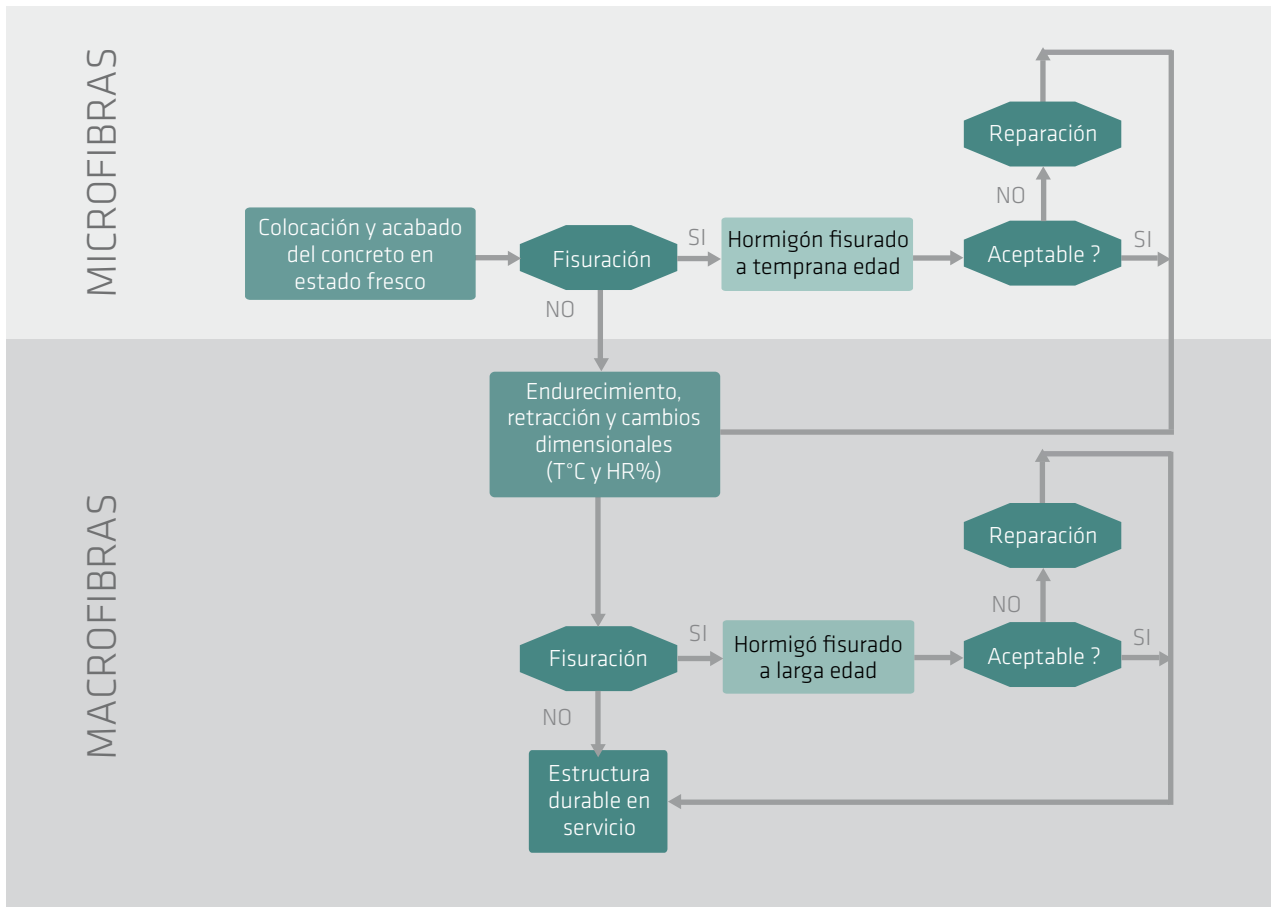 MICROFIBRAS
Reparación
NO
Colocación y acabado
del concreto en
estado fresco
Fisuración
SI
Hormigón fisurado
a temprana edad
Aceptable ?
SI
NO
MACROFIBRAS
Endurecimiento,
retracción y cambios
dimensionales
(T°C y HR%)
Reparación
NO
Fisuración
SI
Hormigó fisurado
a larga edad
Aceptable ?
SI
NO
Estructura
durable en
servicio